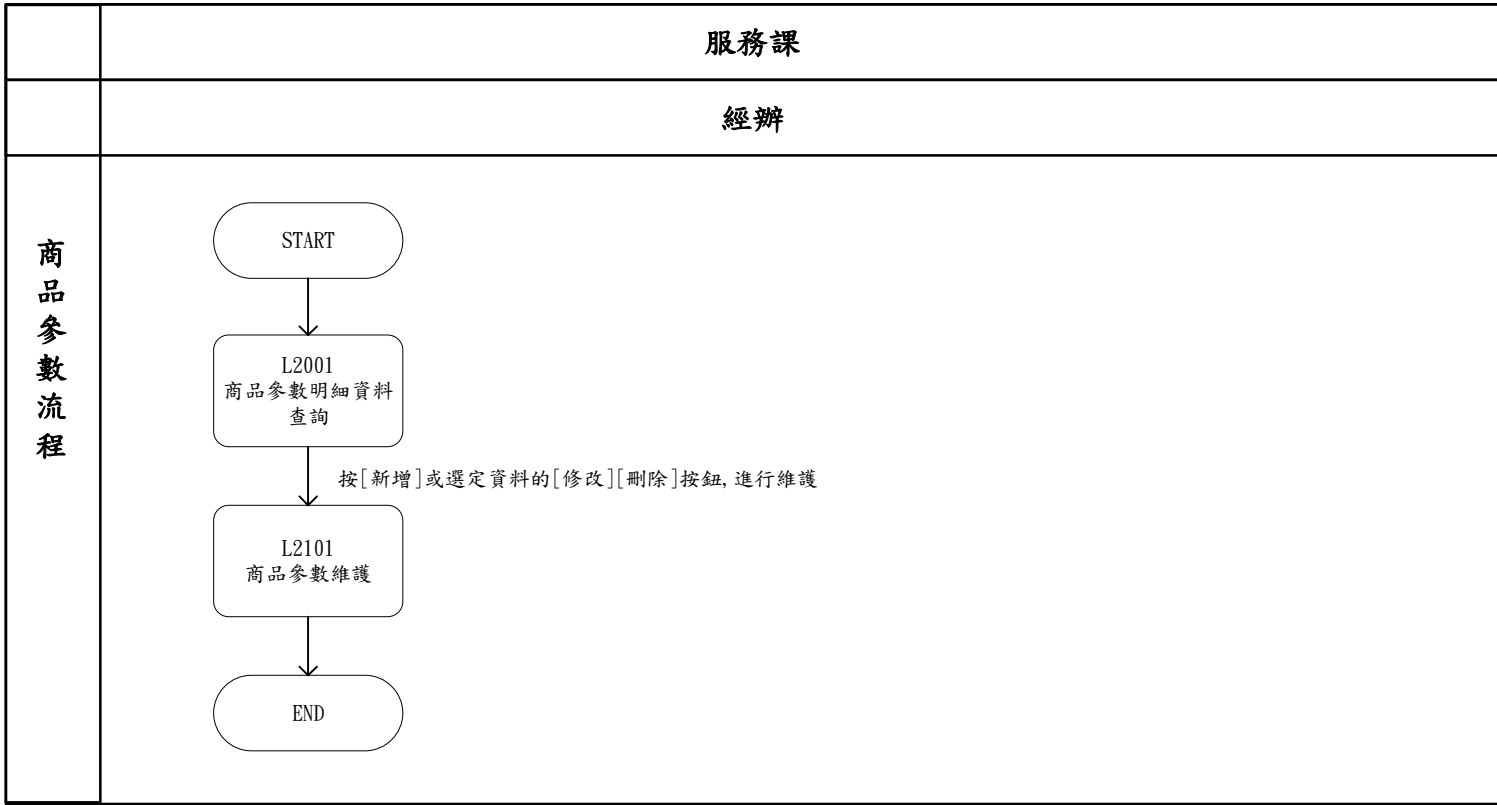 服務課
經辦
商品參數流程
START
L2001
商品參數明細資料
查詢
按[新增]或選定資料的[修改][刪除]按鈕,進行維護
L2101
商品參數維護
END